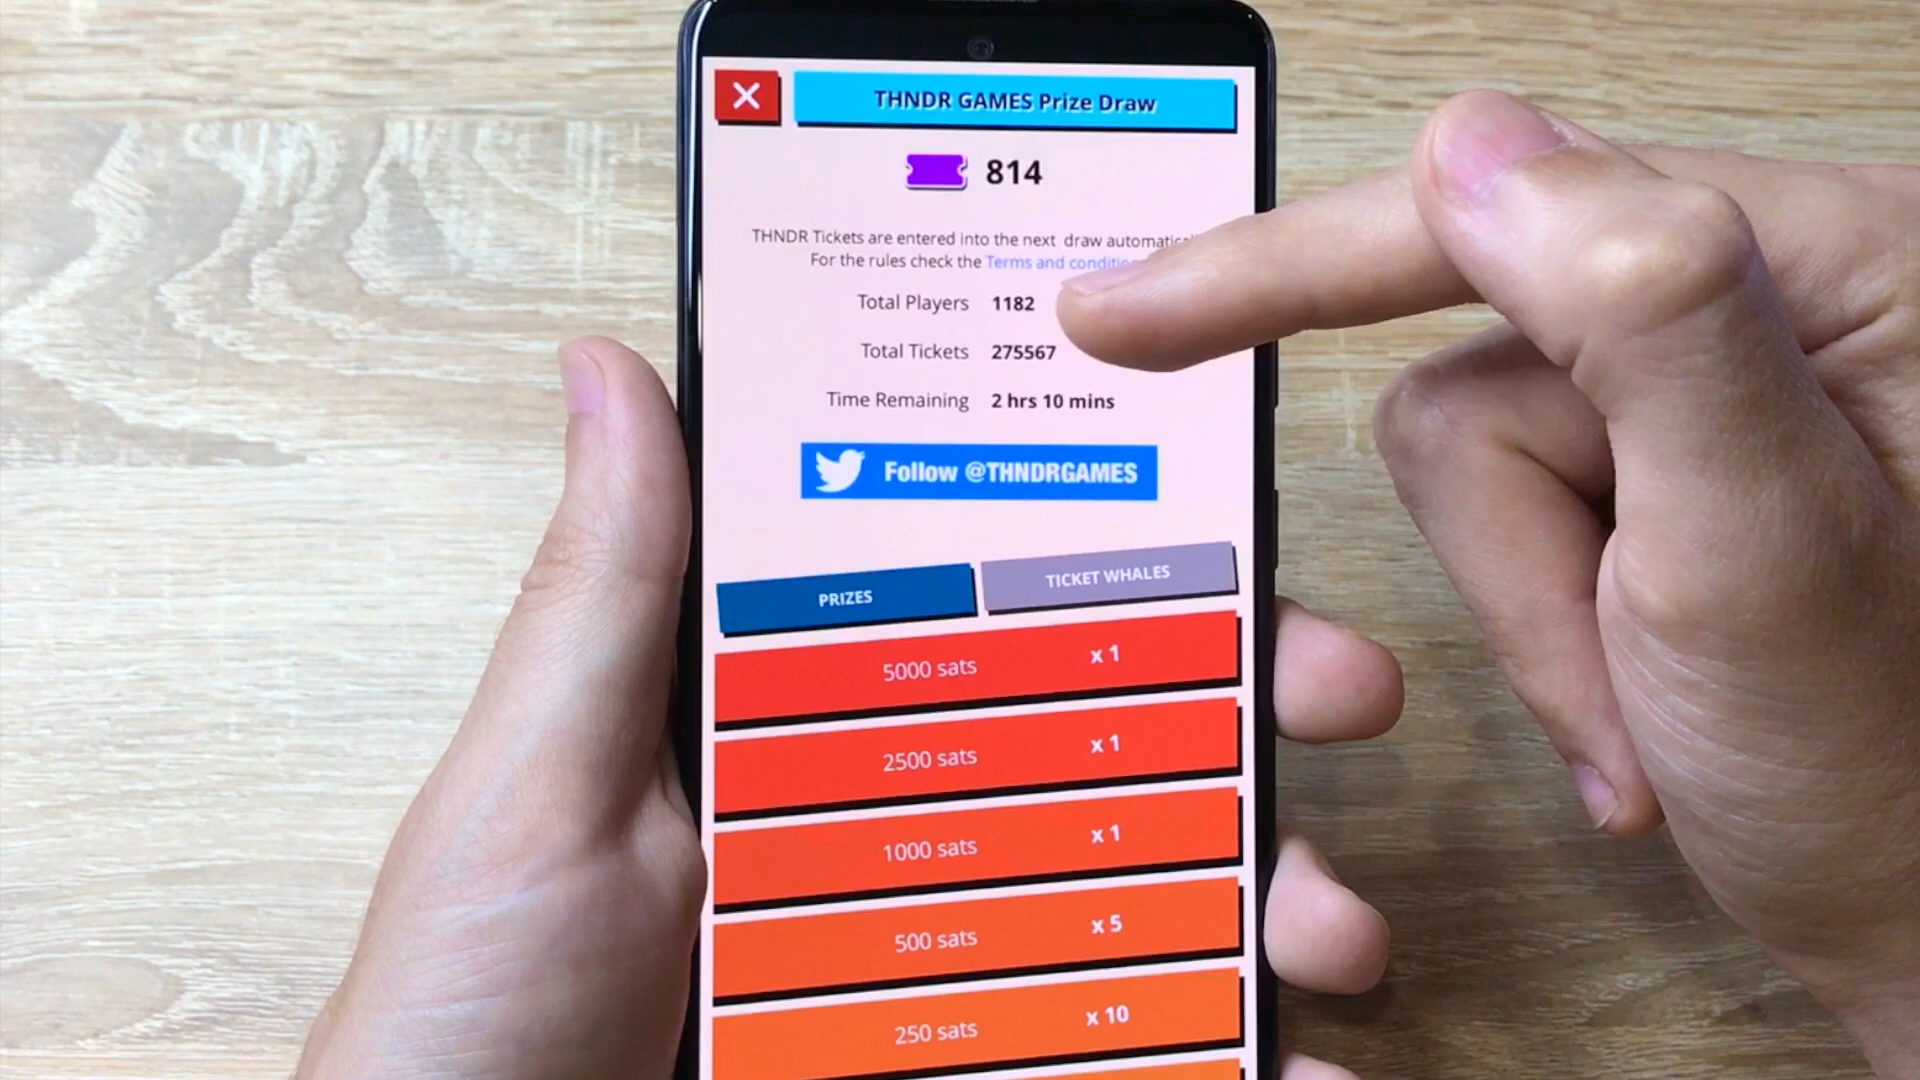 THNDR GAMES Prize Draw
814
THNDR Tickets are entered into the next draw
For the rules check the Terms and
Total Players 1182
Total Tickets 275567
Time Remaining 2 hrs 10 mins
Follow @THNDRGAMES
PRIZES TICKET WHALES
5000 sats x 1
2500 sats x 1
1000 sats x 1
500 sats x 5
250 sats x 10